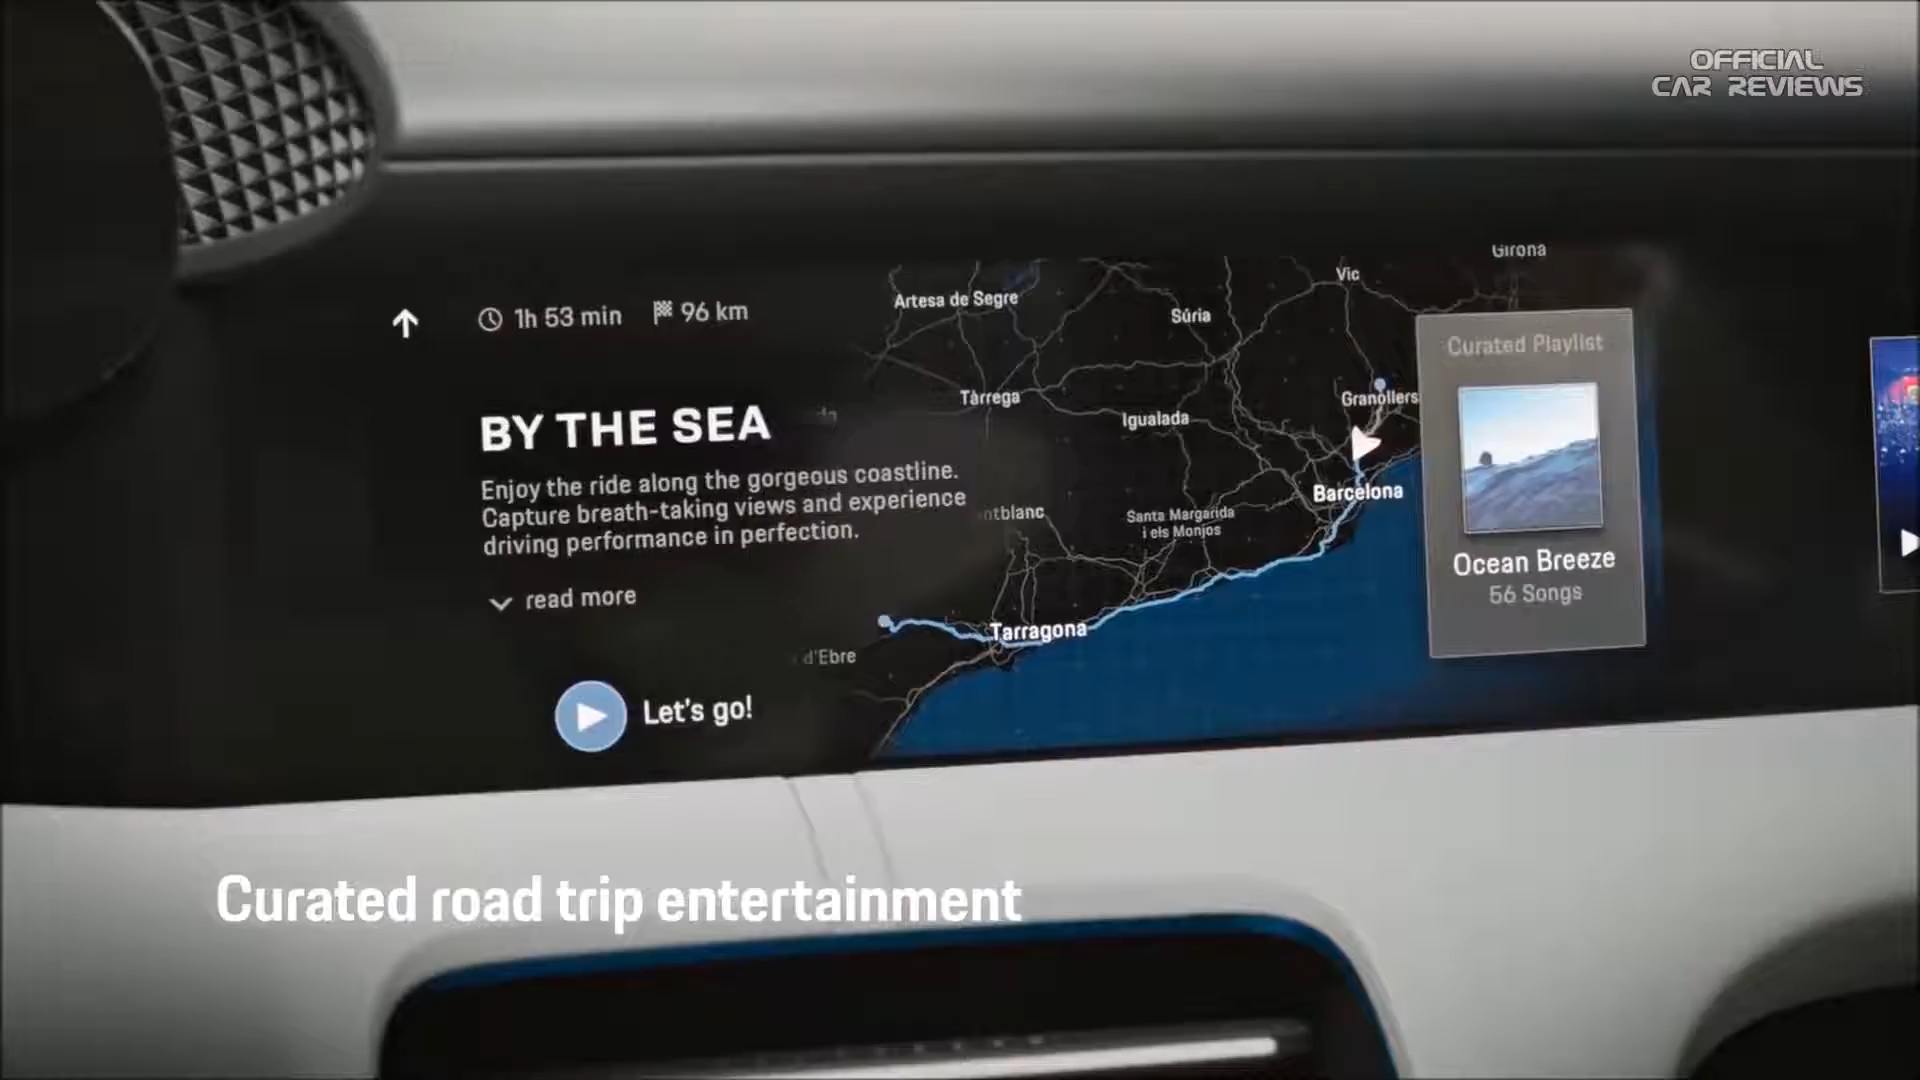 OFFICIAL
CAR REVIEWS
Girona
Vic
Artesa de Segre
Súria
1h 53 min
96 km
Curated Playlist
Tàrrega
Granollers
Igualada
BY THE SEA
Enjoy the ride along the gorgeous coastline.
Capture breath-taking views and experience
driving performance in perfection.
Barcelona
Santa Margarida
i els Monjos
Ocean Breeze
56 Songs
read more
Tarragona
d'Ebre
Let's go!
Curated road trip entertainment